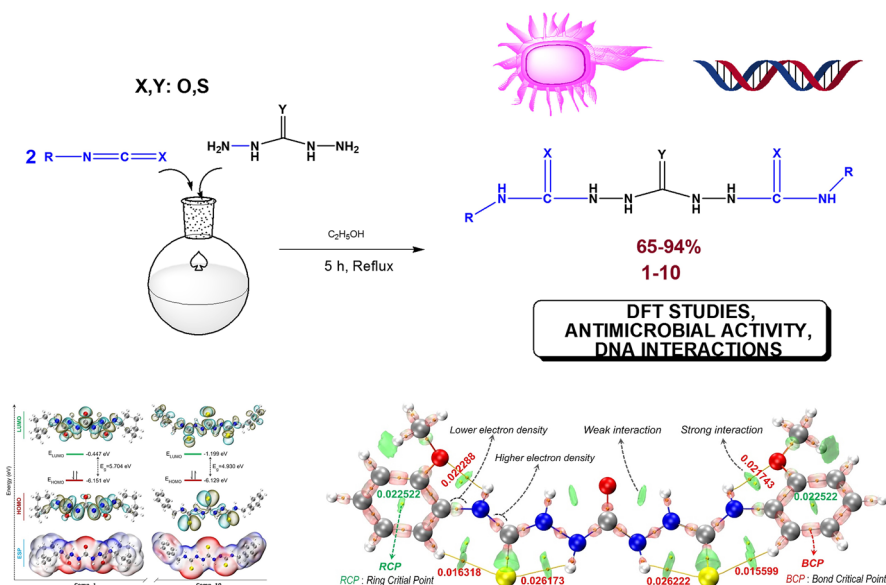 X,Y: O,S
2 R N C X
Y
H₂N N H N H NH₂
C₂H₅OH
5 h, Reflux
X Y X R
R H N C N H N H N H N H C NH
65-94%
1-10
DFT STUDIES,
ANTIMICROBIAL ACTIVITY,
DNA INTERACTIONS
Energy (eV)
LUMO
E LUMO -0.447 eV
E LUMO -1.199 eV
E g=5.704 eV
E g=4.930 eV
E HOMO -6.151 eV
E HOMO -6.129 eV
HOMO
ESP
Lower electron density
Higher electron density
Weak interaction
Strong interaction
0.022288
0.022522
0.021743
0.022522
RCP
BCP
0.016318
0.026173
0.026222
0.015599
RCP : Ring Critical Point
BCP : Bond Critical Point